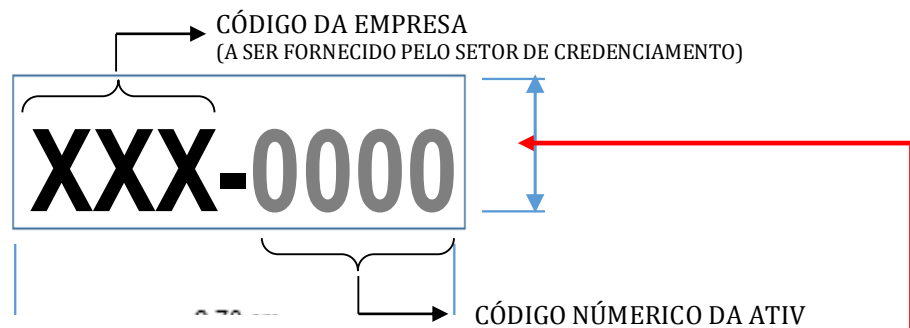 CÓDIGO DA EMPRESA
(A SER FORNECIDO PELO SETOR DE CREDENCIAMENTO)
XXX-0000
CÓDIGO NÚMERICO DA ATIV